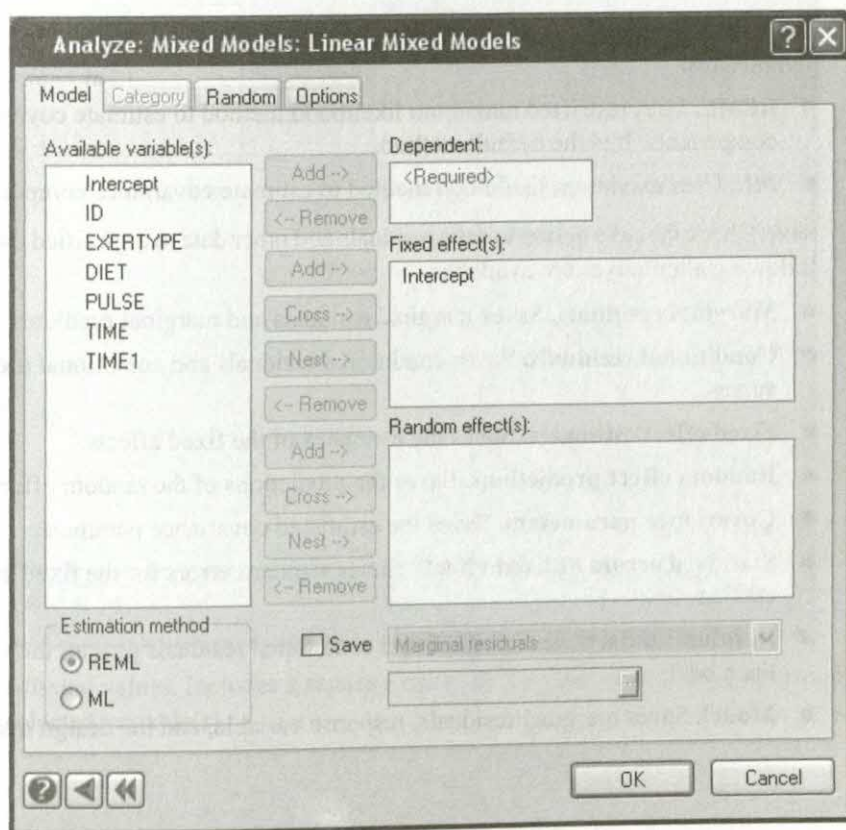 Analyze: Mixed Models: Linear Mixed Models
Model Category Random Options
Available variable(s):
Intercept
ID
EXERTYPE
DIET
PULSE
TIME
TIME1
Add -->
<-- Remove
Dependent:
<Required>
Add -->
Cross -->
Nest -->
<-- Remove
Fixed effect(s):
Intercept
Add -->
Cross -->
Nest -->
<-- Remove
Random effect(s):
Estimation method
REML
ML
Save
Marginal residuals
OK
Cancel